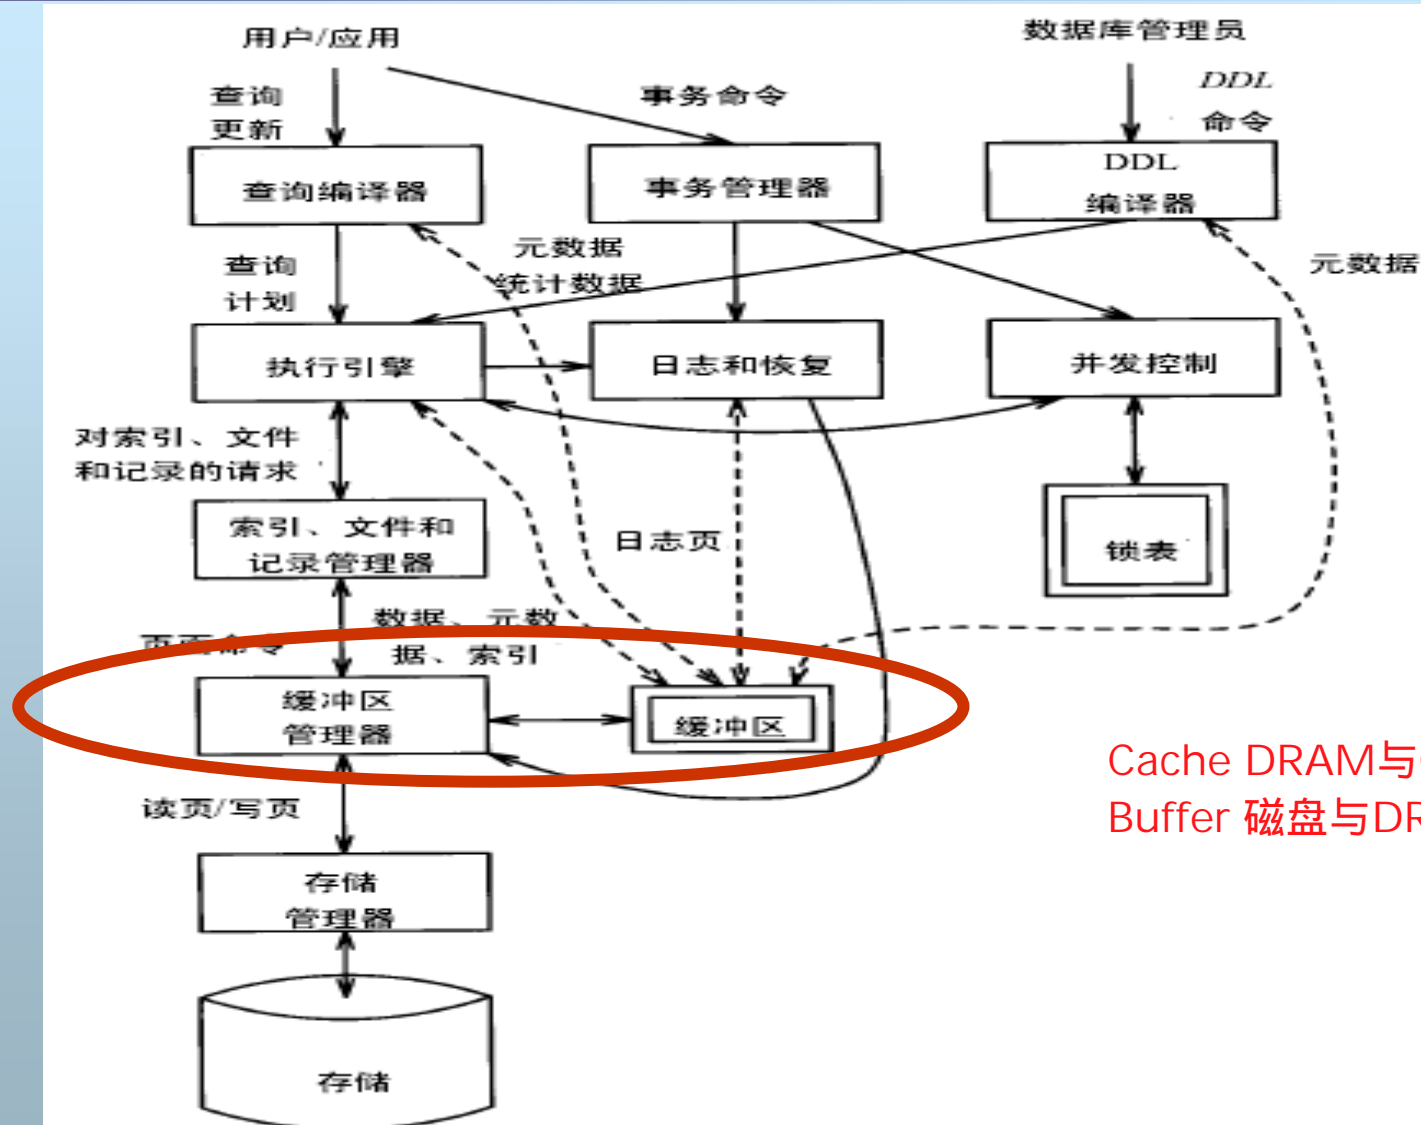 用户/应用
数据库管理员
查询
更新
事务命令
DDL
命令
查询编译器
事务管理器
DDL
编译器
查询
计划
元数据
统计数据
元数据
执行引擎
日志和恢复
并发控制
对索引、文件
和记录的请求
索引、文件和
记录管理器
日志页
锁表
页面命令
数据、元数
据、索引
缓冲区
管理器
缓冲区
Cache DRAM与
Buffer 磁盘与DR
读页/写页
存储
管理器
存储